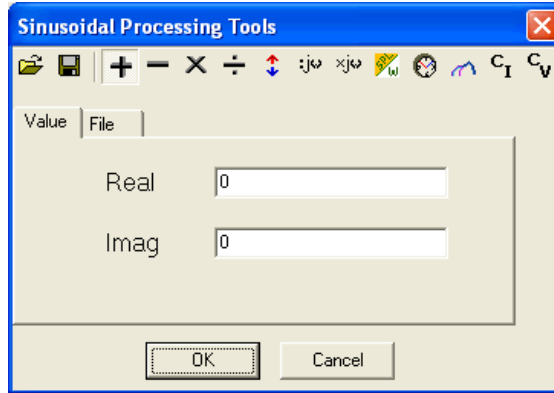 Sinusoidal Processing Tools
:jω ×jω C_I C_V
Value File
Real 0
Imag 0
OK Cancel